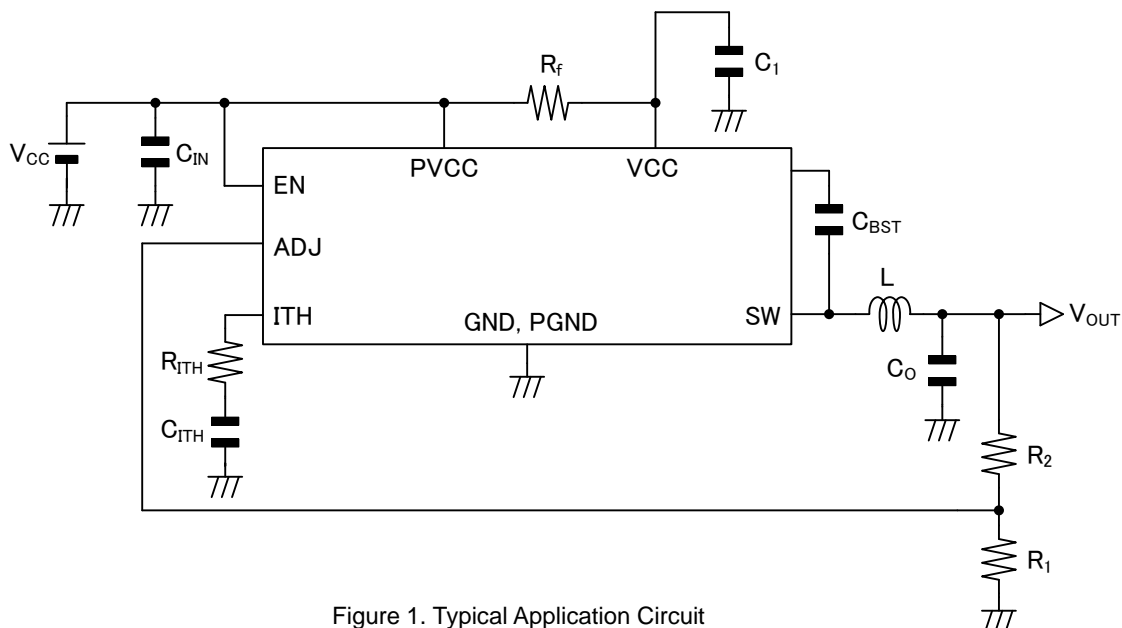 C1
Rf
VCC
CIN
PVCC
VCC
EN
CBST
ADJ
L
ITH
GND, PGND
SW
VOUT
RITH
CO
CITH
R2
R1
Figure 1. Typical Application Circuit